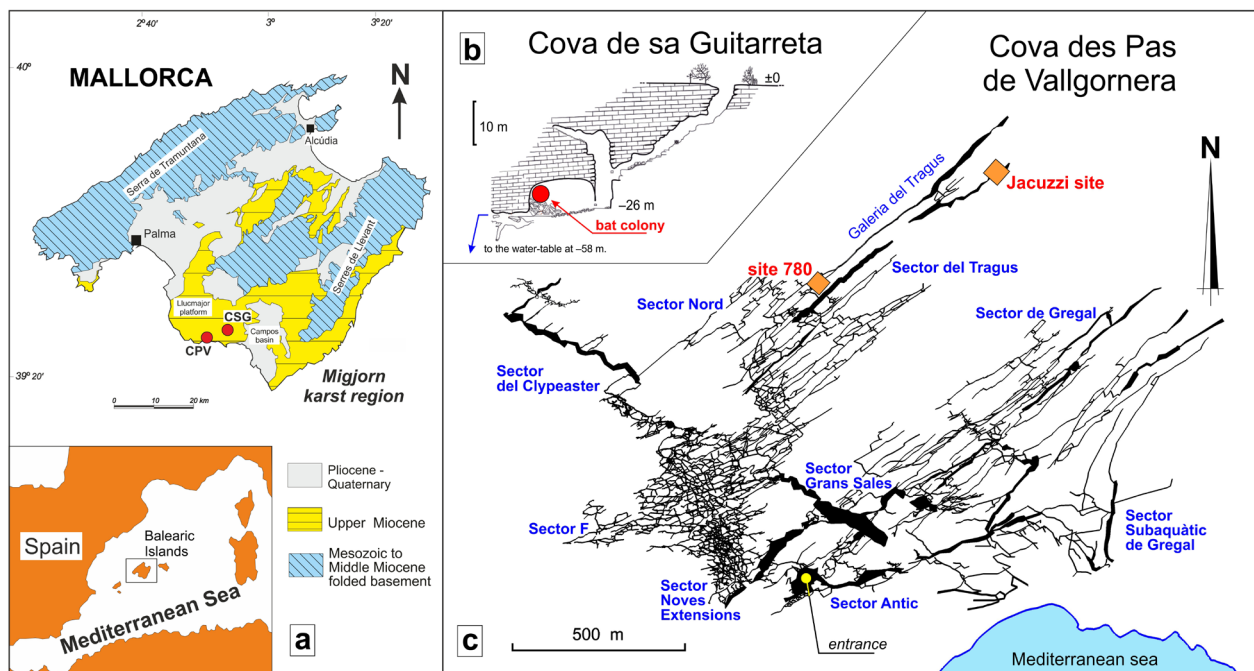 2º 40'
3º 20'
40º
MALLORCA
N
Alcúdia
Serra de Tramuntana
Palma
Serres de Llevant
Llucmajor
platform
CSG
Campos
basin
CPV
39º 20'
Migjorn
karst region
0 10 20 km
Spain
Balearic
Islands
Mediterranean Sea
a
Pliocene -
Quaternary
Upper Miocene
Mesozoic to
Middle Miocene
folded basement
b
Cova de sa Guitarreta
±0
10 m
–26 m
bat colony
to the water-table at –58 m.
Cova des Pas
de Vallgornera
N
Jacuzzi site
Galeria del Tragus
site 780
Sector del Tragus
Sector Nord
Sector de Gregal
Sector
del Clypeaster
Sector
Grans Sales
Sector F
Sector
Subaquàtic
de Gregal
Sector
Noves
Extensions
Sector Antic
c
500 m
entrance
Mediterranean sea